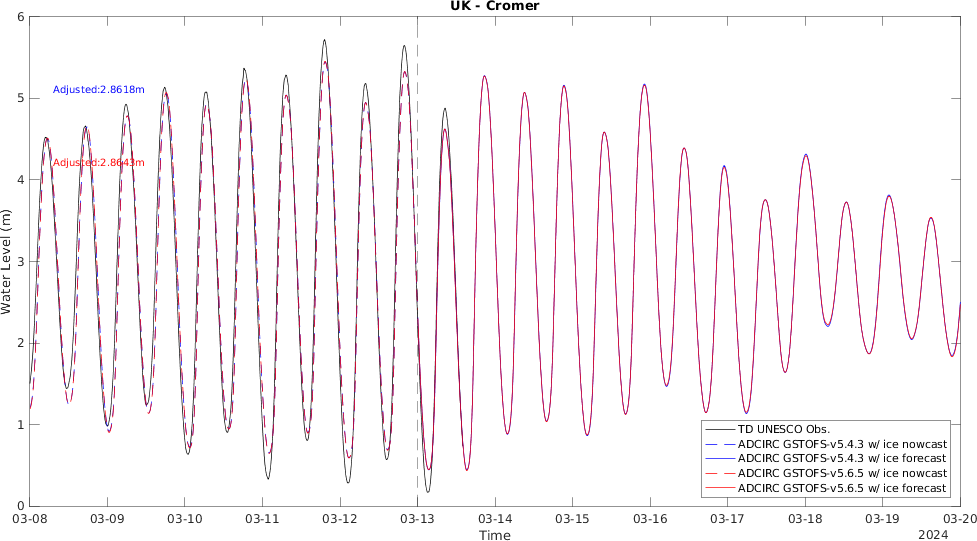 UK - Cromer
6
5
4
3
2
1
0
Water Level (m)
Adjusted:2.8618m
Adjusted:2.8643m
TD UNESCO Obs.
ADCIRC GSTOFS-v5.4.3 w/ ice nowcast
ADCIRC GSTOFS-v5.4.3 w/ ice forecast
ADCIRC GSTOFS-v5.6.5 w/ ice nowcast
ADCIRC GSTOFS-v5.6.5 w/ ice forecast
03-08 03-09 03-10 03-11 03-12 03-13 03-14 03-15 03-16 03-17 03-18 03-19 03-20
Time
2024